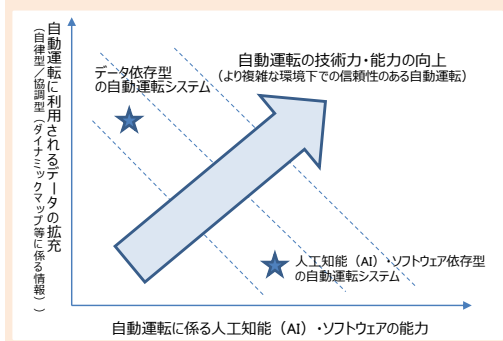 自動運転に利用されるデータの拡充
（自律型／協調型（ダイナミックマップ等に係る情報））
データ依存型
の自動運転システム
自動運転の技術力・能力の向上
（より複雑な環境下での信頼性のある自動運転）
人工知能（AI）・ソフトウェア依存型
の自動運転システム
自動運転に係る人工知能（AI）・ソフトウェアの能力